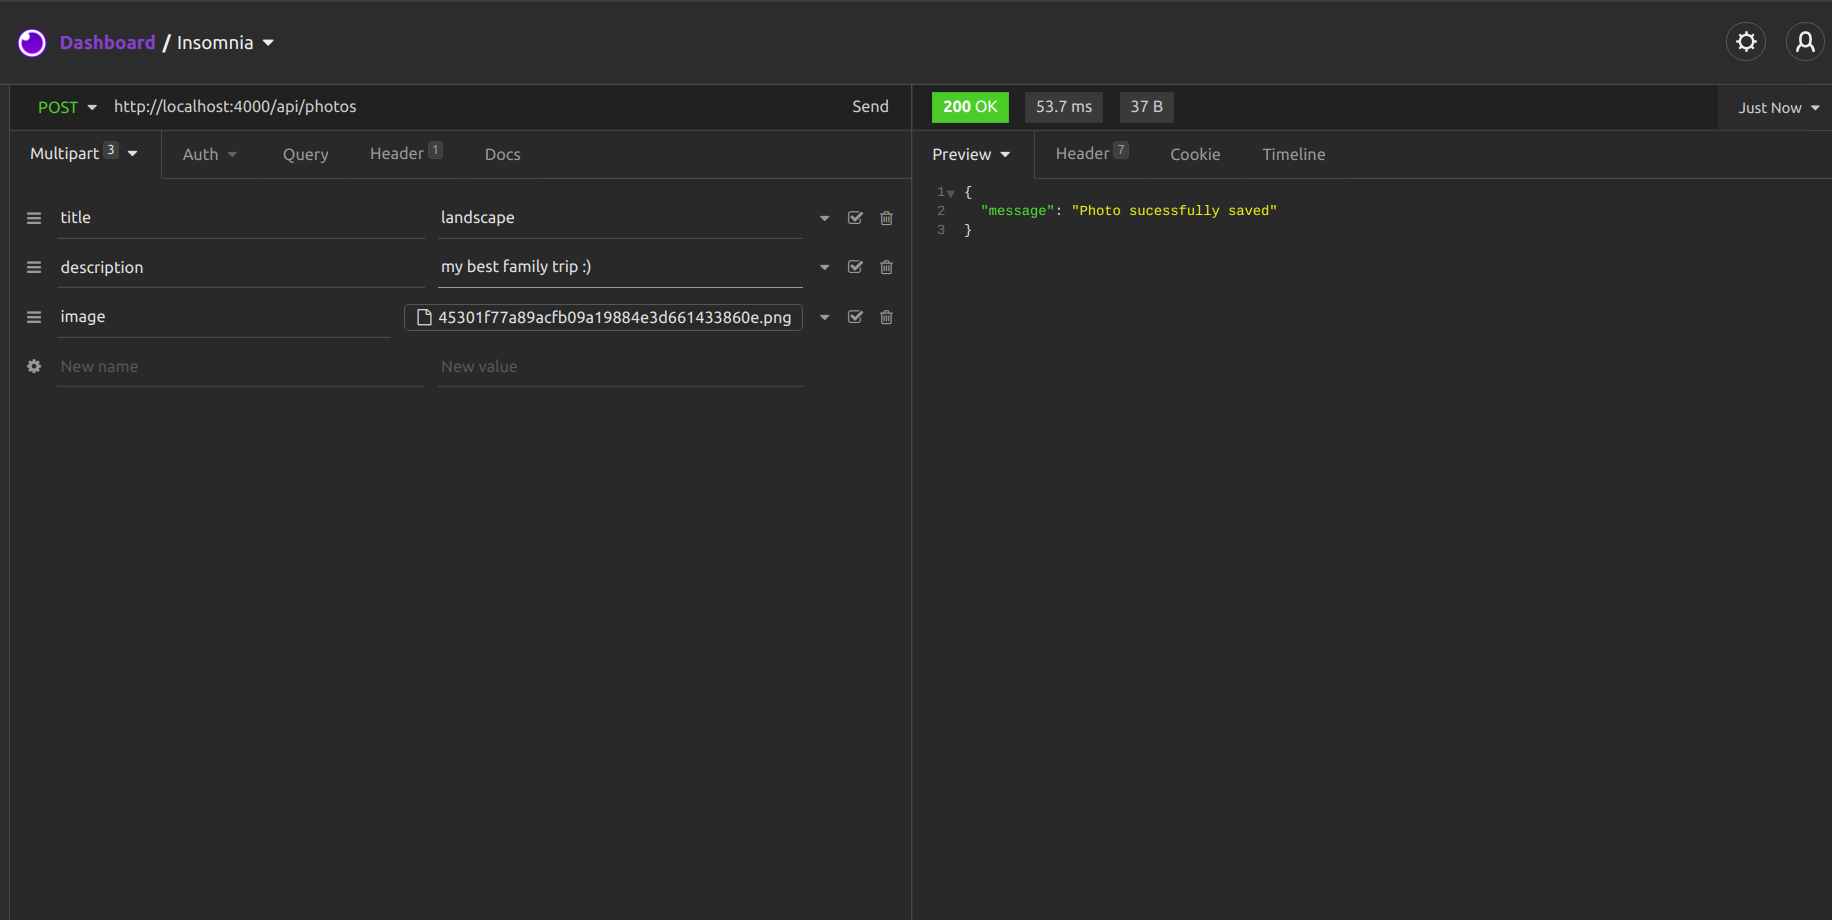 Dashboard / Insomnia
POST http://localhost:4000/api/photos Send
200 OK 53.7 ms 37 B Just Now
Multipart 3 Auth Query Header 1 Docs
Preview Header 7 Cookie Timeline
title landscape
description my best family trip :)
image 45301f77a89acfb09a19884e3d661433860e.png
New name New value
1 {
2 "message": "Photo sucessfully saved"
3 }